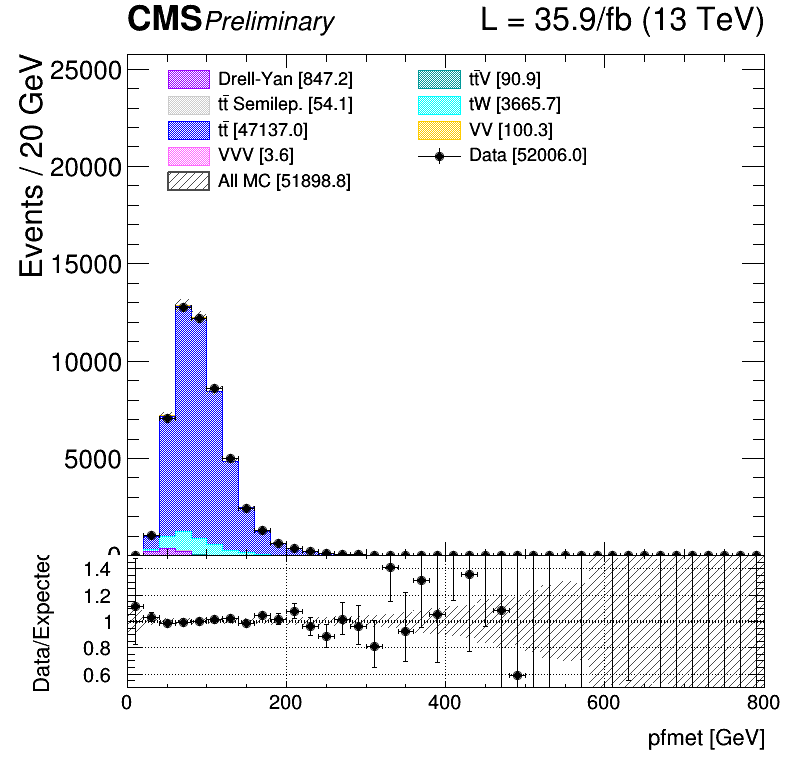 CMS Preliminary L = 35.9/fb (13 TeV)
Events / 20 GeV
25000
20000
15000
10000
5000
0
Drell-Yan [847.2]
tt̄ Semilep. [54.1]
tt̄ [47137.0]
VVV [3.6]
All MC [51898.8]
tt̄V [90.9]
tW [3665.7]
VV [100.3]
Data [52006.0]
Data/Expected
1.4
1.2
1
0.8
0.6
0 200 400 600 800
pfmet [GeV]